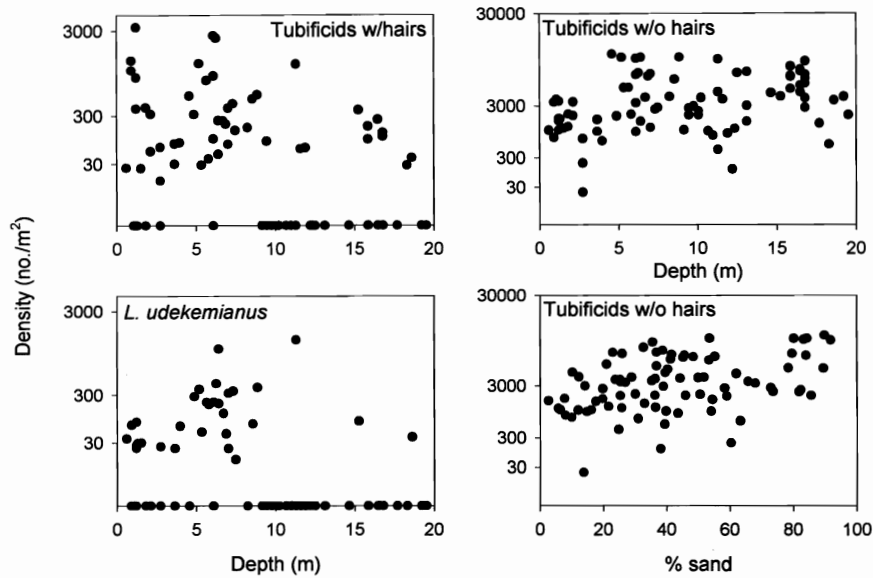 Density (no./m²)
Tubificids w/hairs
3000
300
30
0 5 10 15 20
Tubificids w/o hairs
30000
3000
300
30
0 5 10 15 20
Depth (m)
L. udekemianus
3000
300
30
0 5 10 15 20
Depth (m)
Tubificids w/o hairs
30000
3000
300
30
0 20 40 60 80 100
% sand